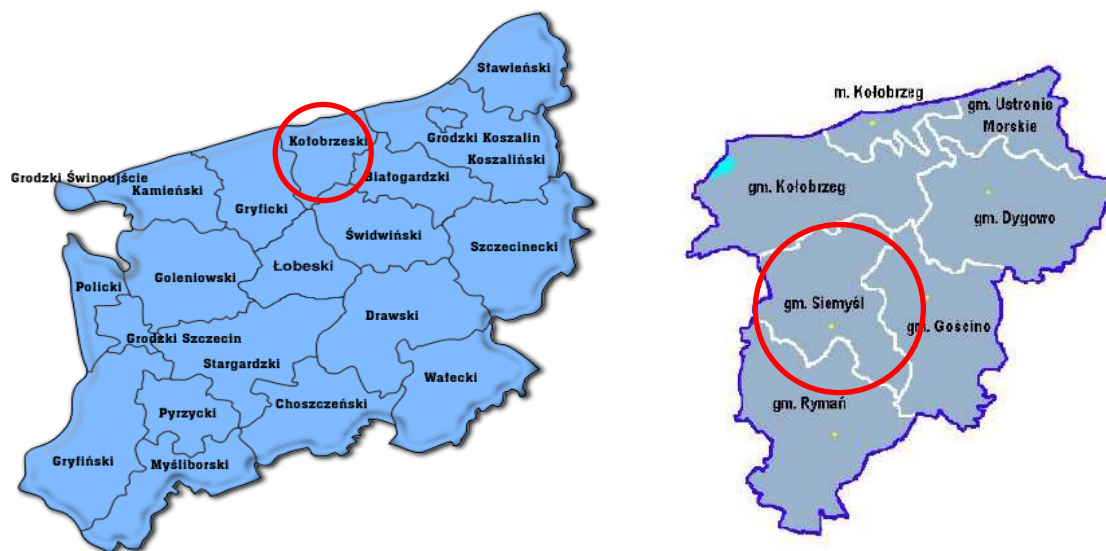 Sławieński
Kołobrzeski
Grodzki Koszalin
Koszaliński
Grodzki Świnoujście
Kamieński
Białogardzki
Gryficki
Świdwiński
Szczecinecki
Łobeski
Goleniowski
Policki
Drawski
Grodzki Szczecin
Stargardzki
Wałecki
Choszczeński
Pyrzycki
Gryfiński
Myśliborski
m. Kołobrzeg
gm. Ustronie
Morskie
gm. Kołobrzeg
gm. Dygowo
gm. Siemyśl
gm. Gościno
gm. Rymań